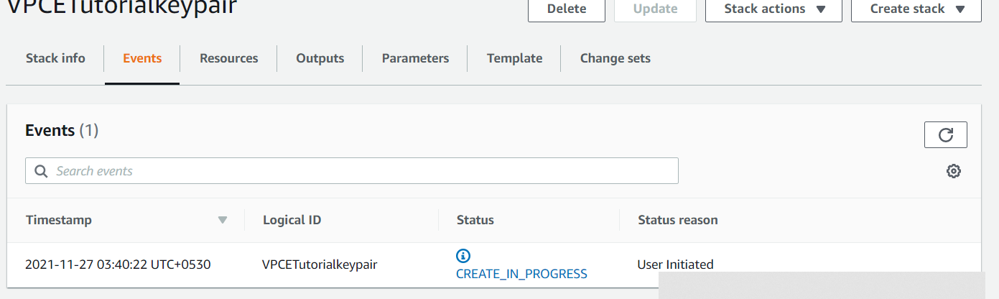 VPCETutorialkeypair
Delete
Update
Stack actions
Create stack
Stack info
Events
Resources
Outputs
Parameters
Template
Change sets
Events (1)
Search events
Timestamp
Logical ID
Status
Status reason
2021-11-27 03:40:22 UTC+0530
VPCETutorialkeypair
CREATE_IN_PROGRESS
User Initiated